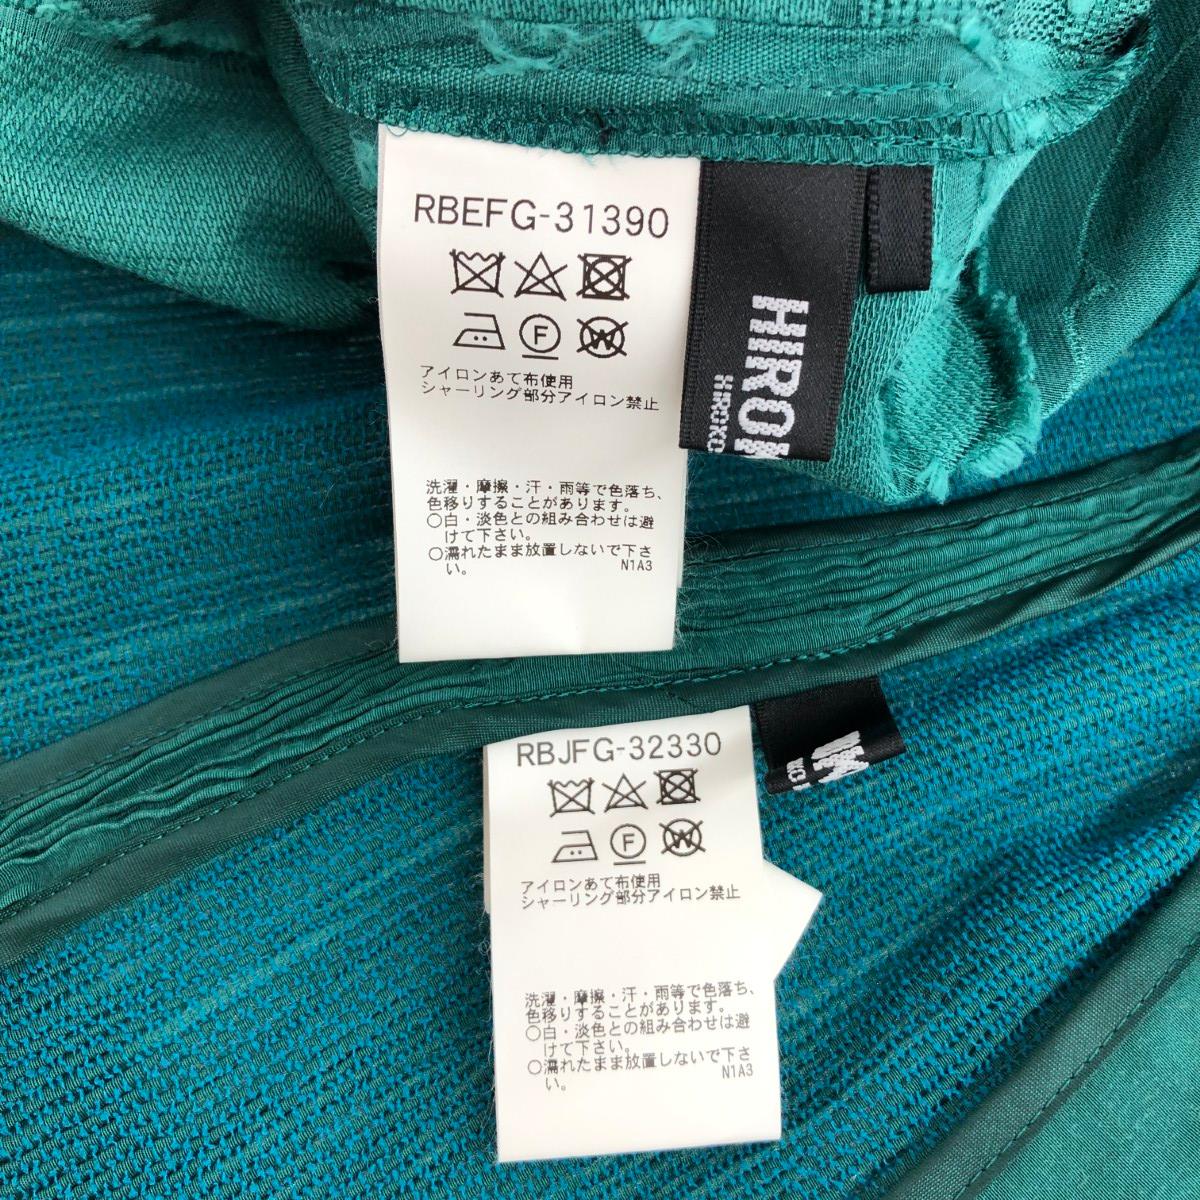 RBEFG-31390
F
W
アイロンあて布使用
シャーリング部分アイロン禁止
洗濯・摩擦・汗・雨等で色落ち、
色移りすることがあります。
○白・淡色との組み合わせは避
けて下さい。
○濡れたまま放置しないで下さ
い。
N1A3
HIROK
HIROKO
RBJFG-32330
F
W
アイロンあて布使用
シャーリング部分アイロン禁止
洗濯・摩擦・汗・雨等で色落ち、
色移りすることがあります。
○白・淡色との組み合わせは避
けて下さい。
○濡れたまま放置しないで下さ
い。
N1A3